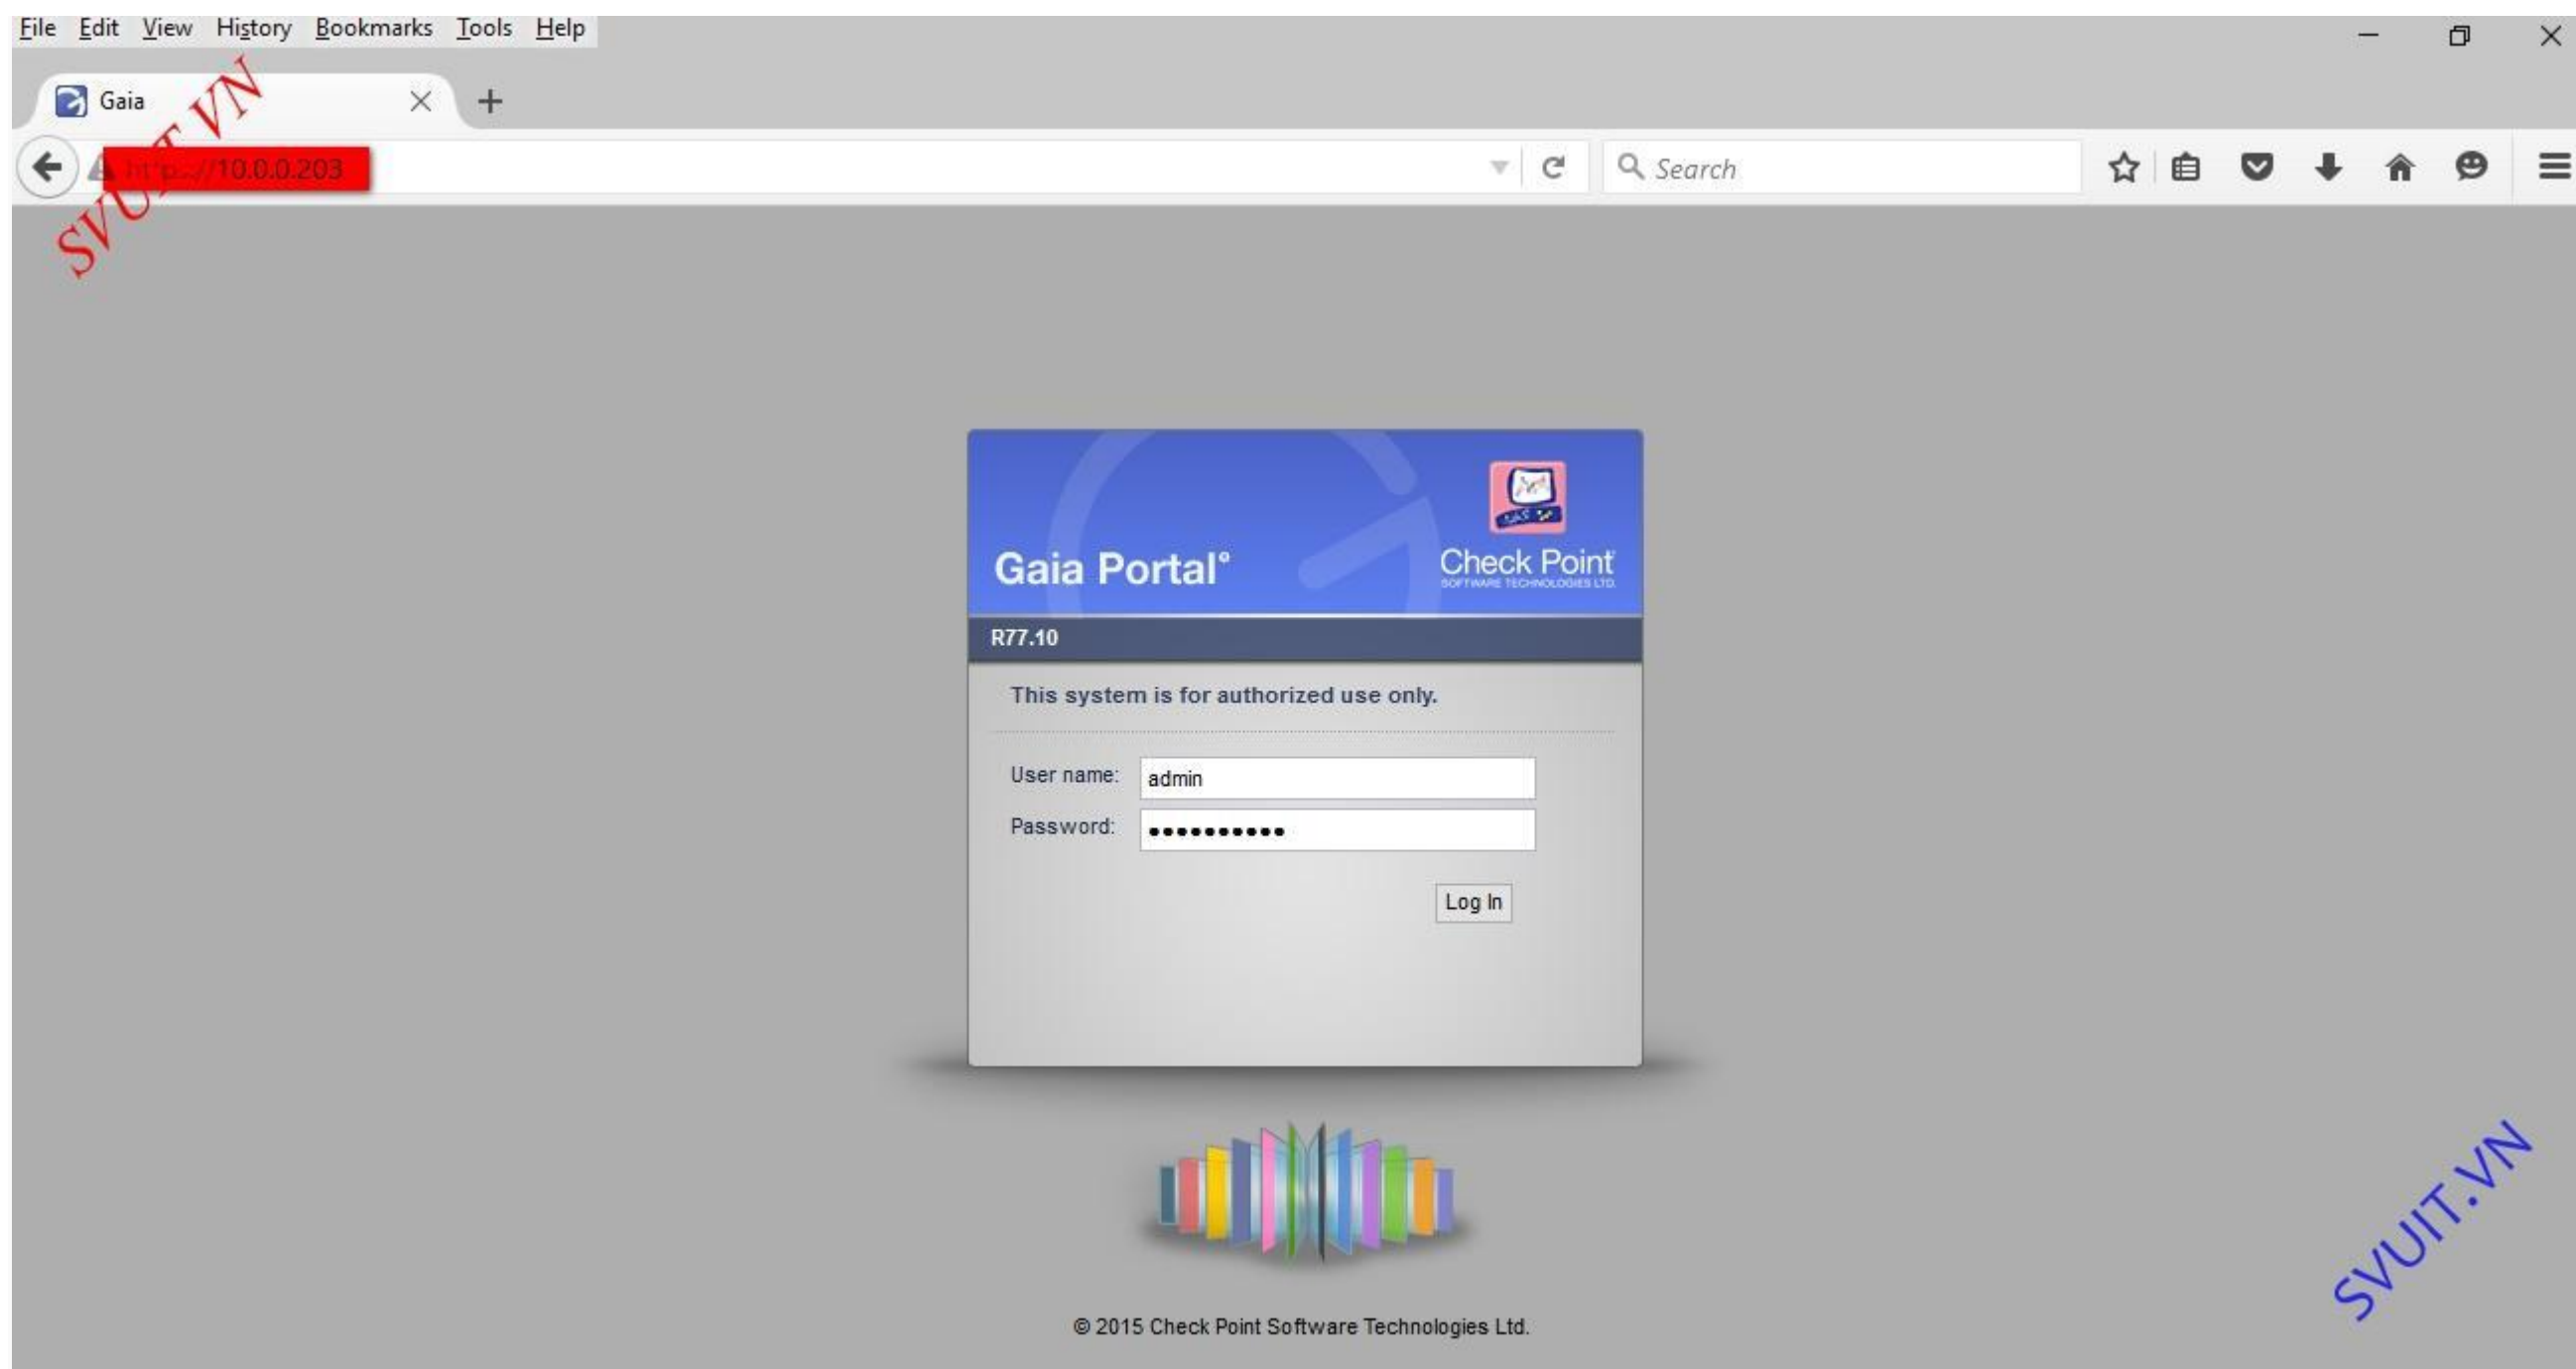 File Edit View History Bookmarks Tools Help
Gaia
SVUIT.VN
10.0.0.203
Search
Gaia Portal°
Check Point
SOFTWARE TECHNOLOGIES LTD.
R77.10
This system is for authorized use only.
User name: admin
Password: ••••••••••
Log In
SVUIT.VN
© 2015 Check Point Software Technologies Ltd.